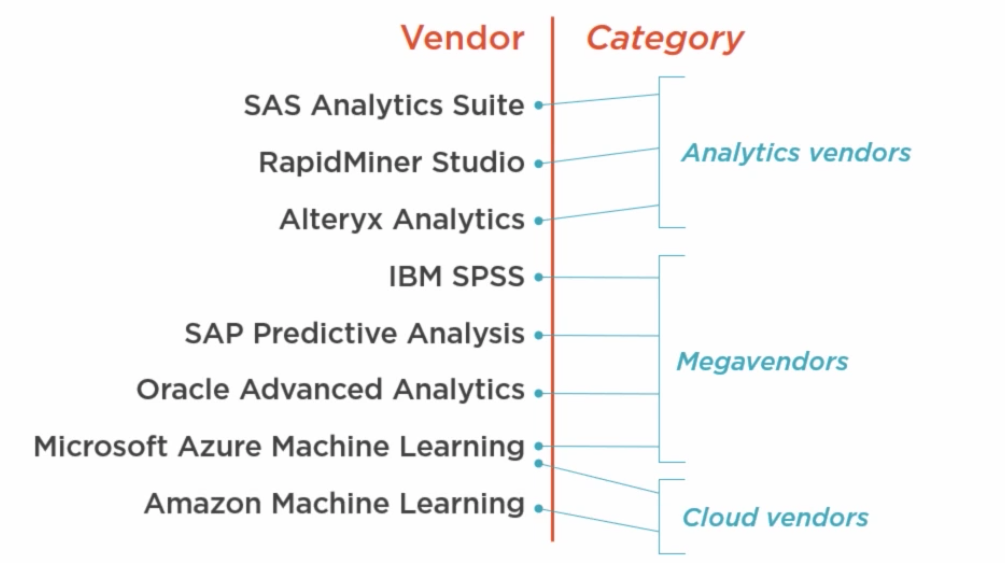 Vendor Category
SAS Analytics Suite
RapidMiner Studio
Analytics vendors
Alteryx Analytics
IBM SPSS
SAP Predictive Analysis
Megavendors
Oracle Advanced Analytics
Microsoft Azure Machine Learning
Amazon Machine Learning
Cloud vendors